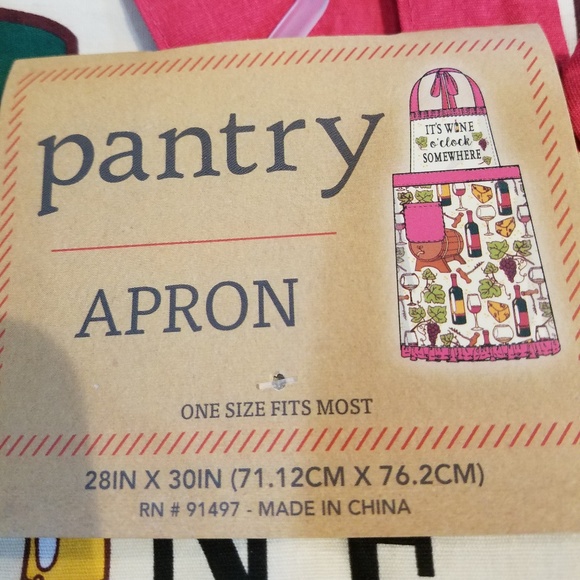 pantry
IT'S WINE
o'clock
SOMEWHERE
APRON
ONE SIZE FITS MOST
28IN X 30IN (71.12CM X 76.2CM)
RN # 91497 - MADE IN CHINA
NE